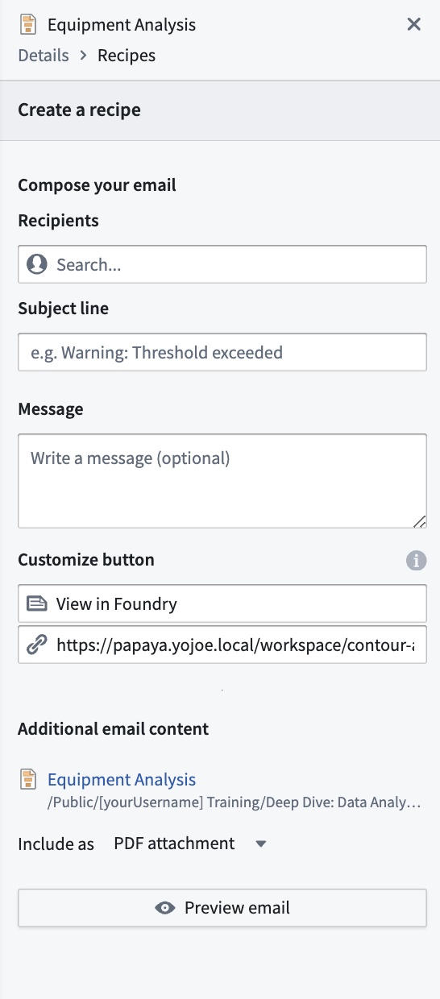 Equipment Analysis
Details > Recipes
Create a recipe
Compose your email
Recipients
Search...
Subject line
e.g. Warning: Threshold exceeded
Message
Write a message (optional)
Customize button
View in Foundry
https://papaya.yojoe.local/workspace/contour-a
Additional email content
Equipment Analysis
/Public/[yourUsername] Training/Deep Dive: Data Analy…
Include as PDF attachment
Preview email